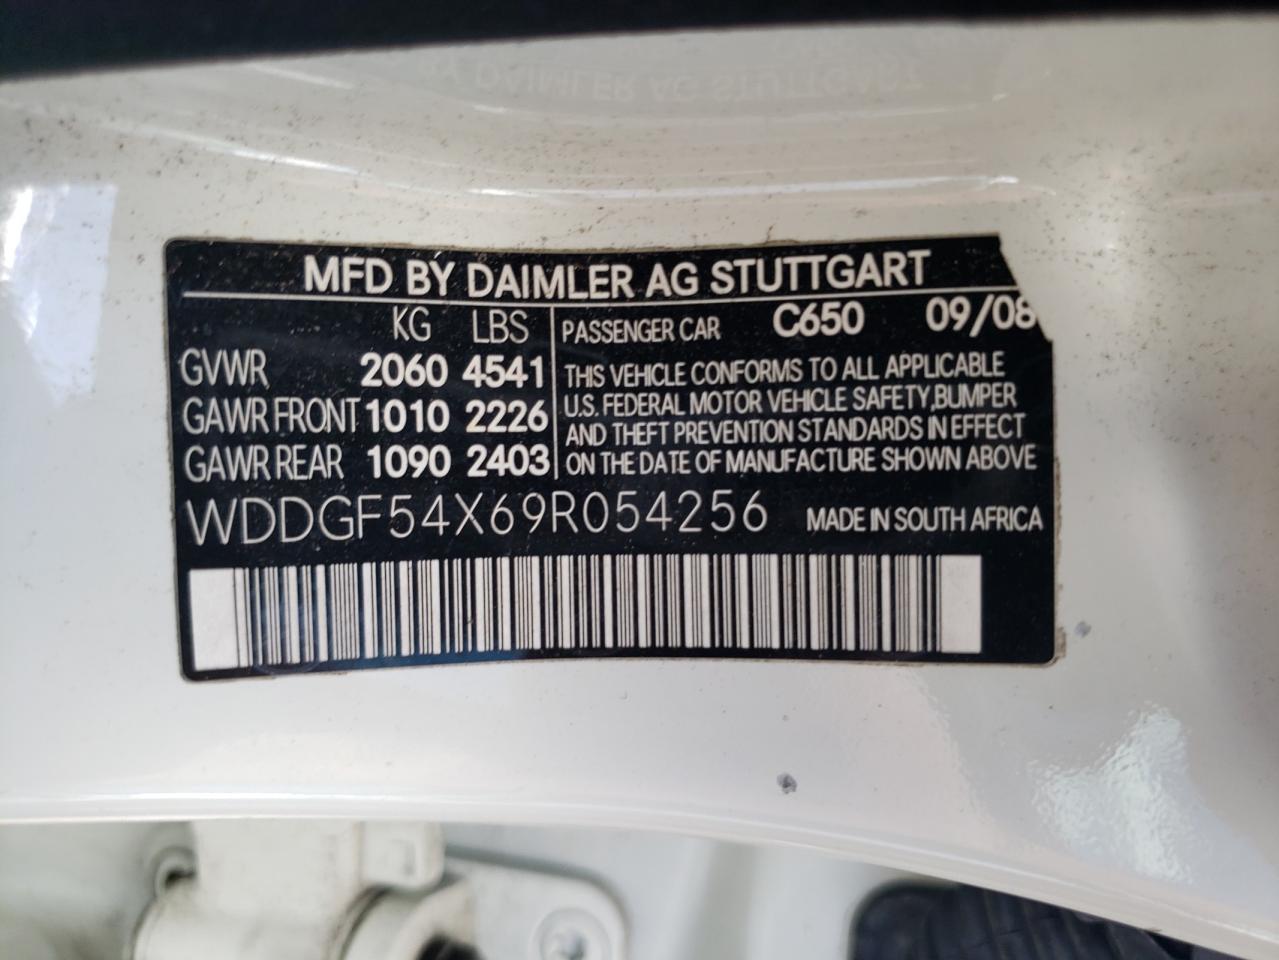 MFD BY DAIMLER AG STUTTGART
KG LBS
GVWR 2060 4541
GAWR FRONT 1010 2226
GAWR REAR 1090 2403
PASSENGER CAR C650 09/08
THIS VEHICLE CONFORMS TO ALL APPLICABLE
U.S. FEDERAL MOTOR VEHICLE SAFETY,BUMPER
AND THEFT PREVENTION STANDARDS IN EFFECT
ON THE DATE OF MANUFACTURE SHOWN ABOVE
WDDGF54X69R054256 MADE IN SOUTH AFRICA